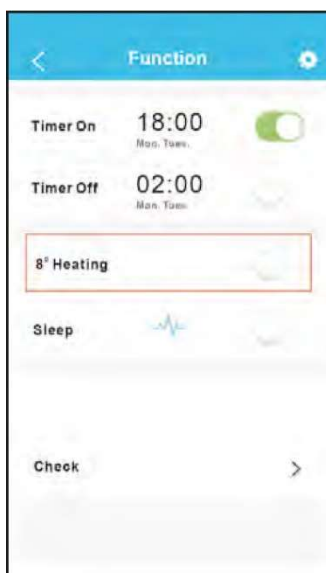 Function
Timer On 18:00
Mon. Tues.
Timer Off 02:00
Mon. Tues.
8° Heating
Sleep
Check